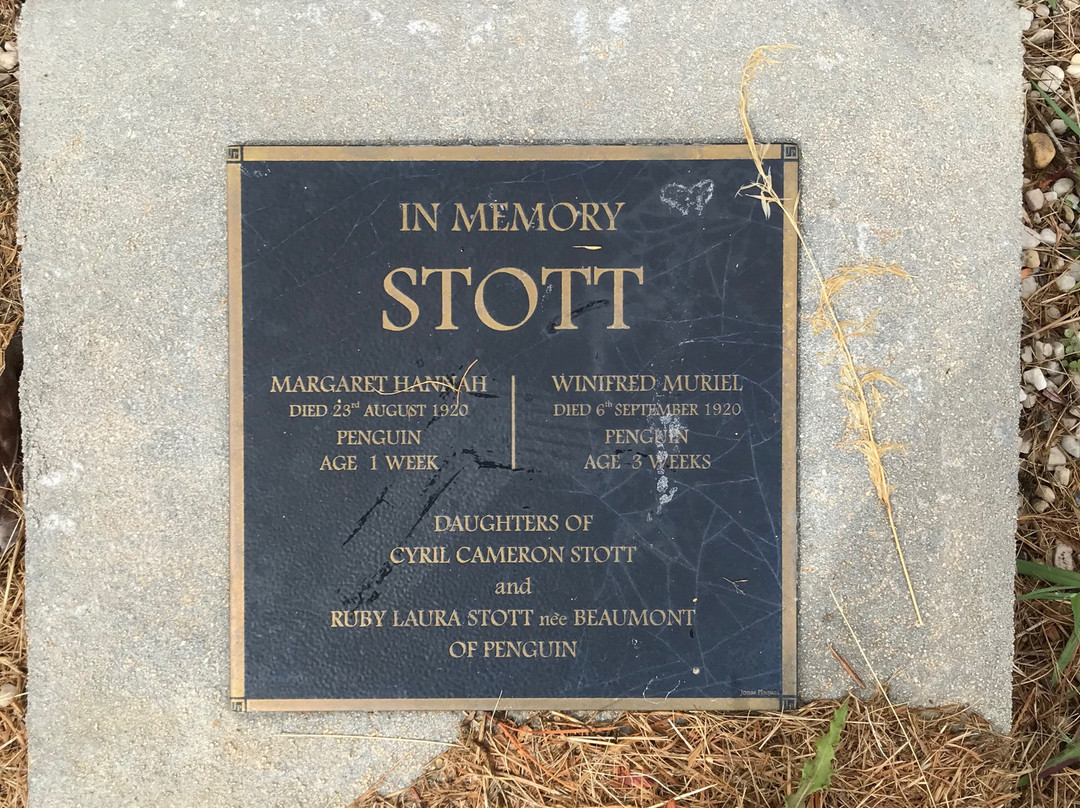 IN MEMORY
STOTT
MARGARET HANNAH
DIED 23rd AUGUST 1920
PENGUIN
AGE 1 WEEK
WINIFRED MURIEL
DIED 6th SEPTEMBER 1920
PENGUIN
AGE 3 WEEKS
DAUGHTERS OF
CYRIL CAMERON STOTT
and
RUBY LAURA STOTT nèe BEAUMONT
OF PENGUIN